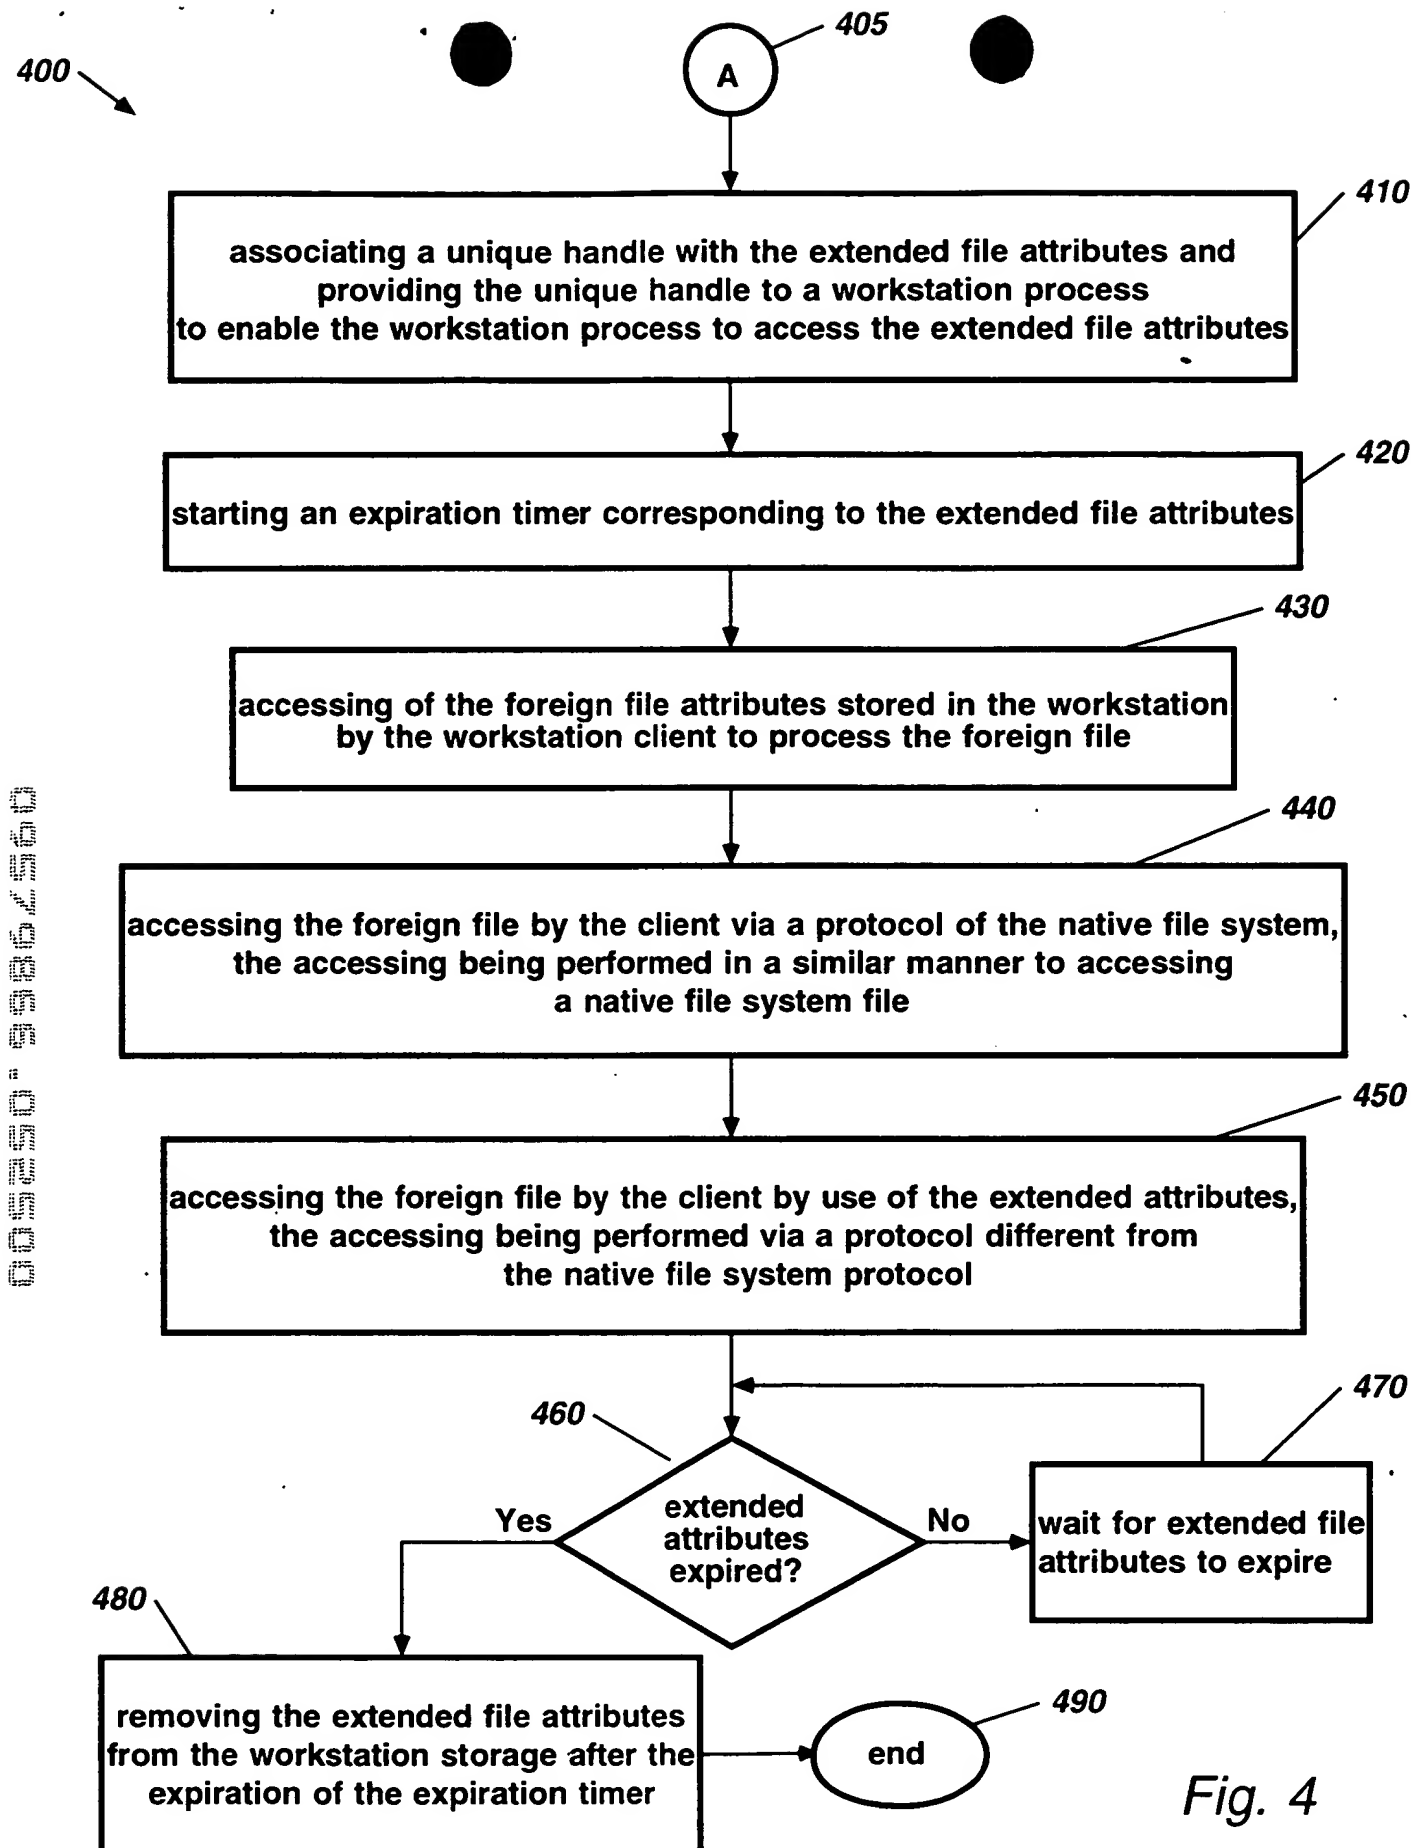 405
400
A
410
associating a unique handle with the extended file attributes and
providing the unique handle to a workstation process
to enable the workstation process to access the extended file attributes
420
starting an expiration timer corresponding to the extended file attributes
430
accessing of the foreign file attributes stored in the workstation
by the workstation client to process the foreign file
440
accessing the foreign file by the client via a protocol of the native file system,
the accessing being performed in a similar manner to accessing
a native file system file
450
accessing the foreign file by the client by use of the extended attributes,
the accessing being performed via a protocol different from
the native file system protocol
470
460
extended
attributes
expired?
Yes
No
wait for extended file
attributes to expire
480
removing the extended file attributes
from the workstation storage after the
expiration of the expiration timer
490
end
Fig. 4